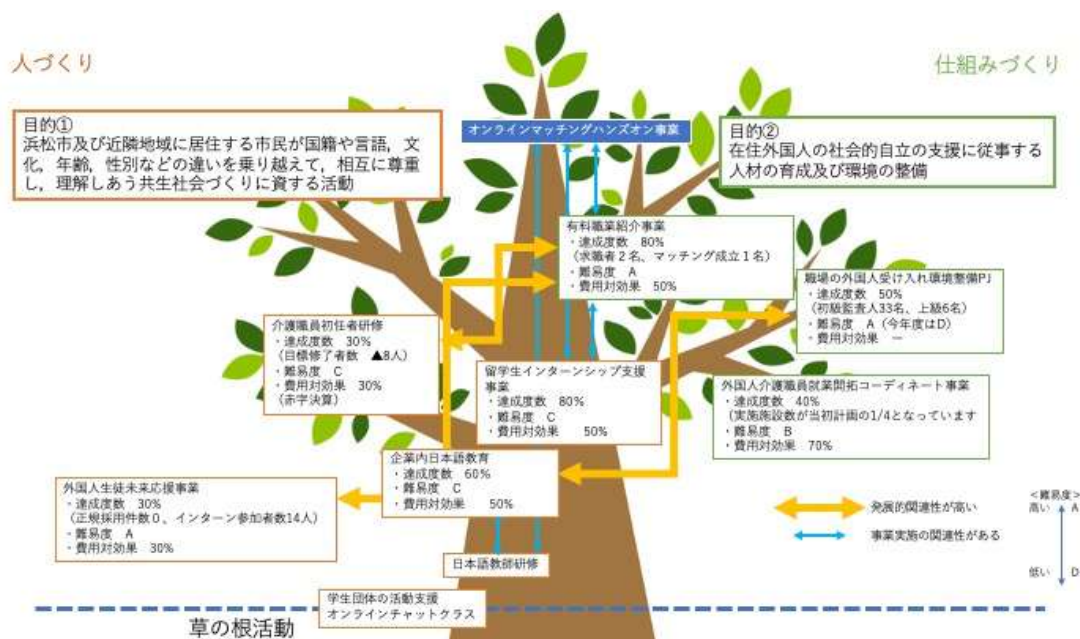 人づくり
仕組みづくり
目的①
浜松市及び近隣地域に居住する市民が国籍や言語，文
化，年齢，性別などの違いを乗り越えて，相互に尊重
し，理解しあう共生社会づくりに資する活動
オンラインマッチングハンズオン事業
目的②
在住外国人の社会的自立の支援に従事する
人材の育成及び環境の整備
有料職業紹介事業
・達成度数　80%
（求職者２名、マッチング成立１名）
・難易度　A
・費用対効果　50%
職場の外国人受け入れ環境整備PJ
・達成度数　50%
（初級監査人33名、上級6名）
・難易度　A（今年度はD）
・費用対効果　ー
介護職員初任者研修
・達成度数　30%
（目標修了者数　▲8人）
・難易度　C
・費用対効果　30%
（赤字決算）
留学生インターンシップ支援
事業
・達成度数　80%
・難易度　C
・費用対効果　50%
外国人介護職員就業開拓コーディネート事業
・達成度数　40%
（実施施設数が当初計画の1/4となっています
・難易度　B
・費用対効果　70%
企業内日本語教育
・達成度数　60%
・難易度　C
・費用対効果　50%
外国人生徒未来応援事業
・達成度数　30%
（正規採用件数０、インターン参加者数14人）
・難易度　A
・費用対効果　30%
発展的関連性が高い
事業実施の関連性がある
＜難易度＞
高い　A
低い　D
日本語教師研修
学生団体の活動支援
オンラインチャットクラス
草の根活動